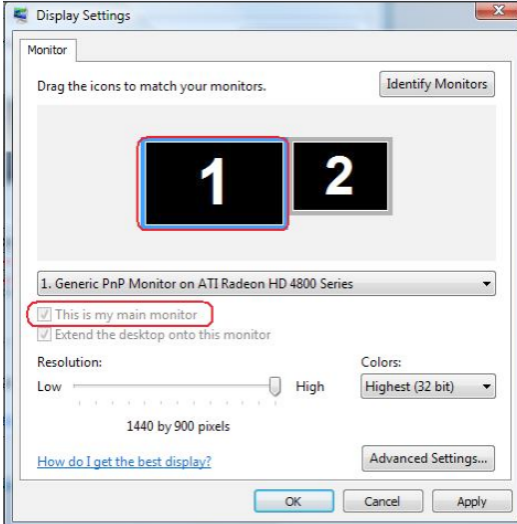 Display Settings
Monitor
Drag the icons to match your monitors.
Identify Monitors
1
2
1. Generic PnP Monitor on ATI Radeon HD 4800 Series
This is my main monitor
Extend the desktop onto this monitor
Resolution:
Colors:
Low
High
Highest (32 bit)
1440 by 900 pixels
How do I get the best display?
Advanced Settings...
OK
Cancel
Apply